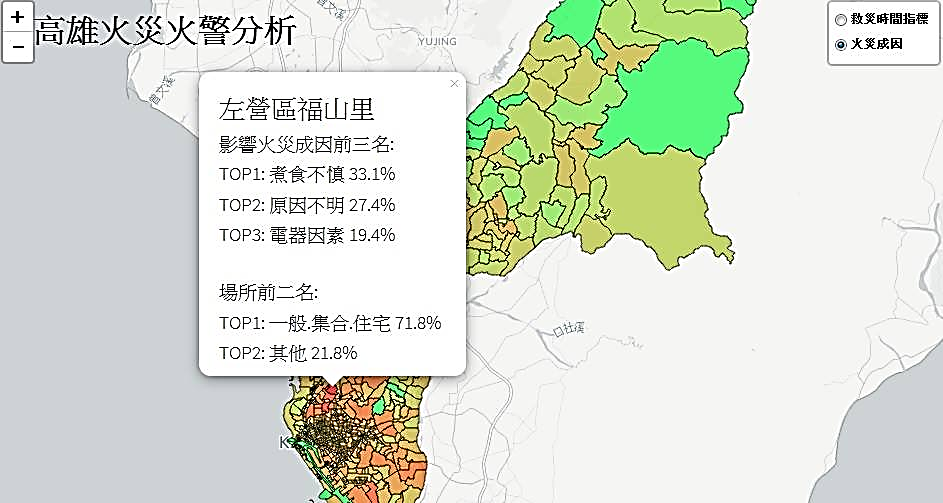 +
−
高雄火災火警分析
YUJING
救災時間指標
火災成因
×
左營區福山里
影響火災成因前三名:
TOP1: 煮食不慎 33.1%
TOP2: 原因不明 27.4%
TOP3: 電器因素 19.4%
場所前二名:
TOP1: 一般.集合.住宅 71.8%
TOP2: 其他 21.8%
口社溪